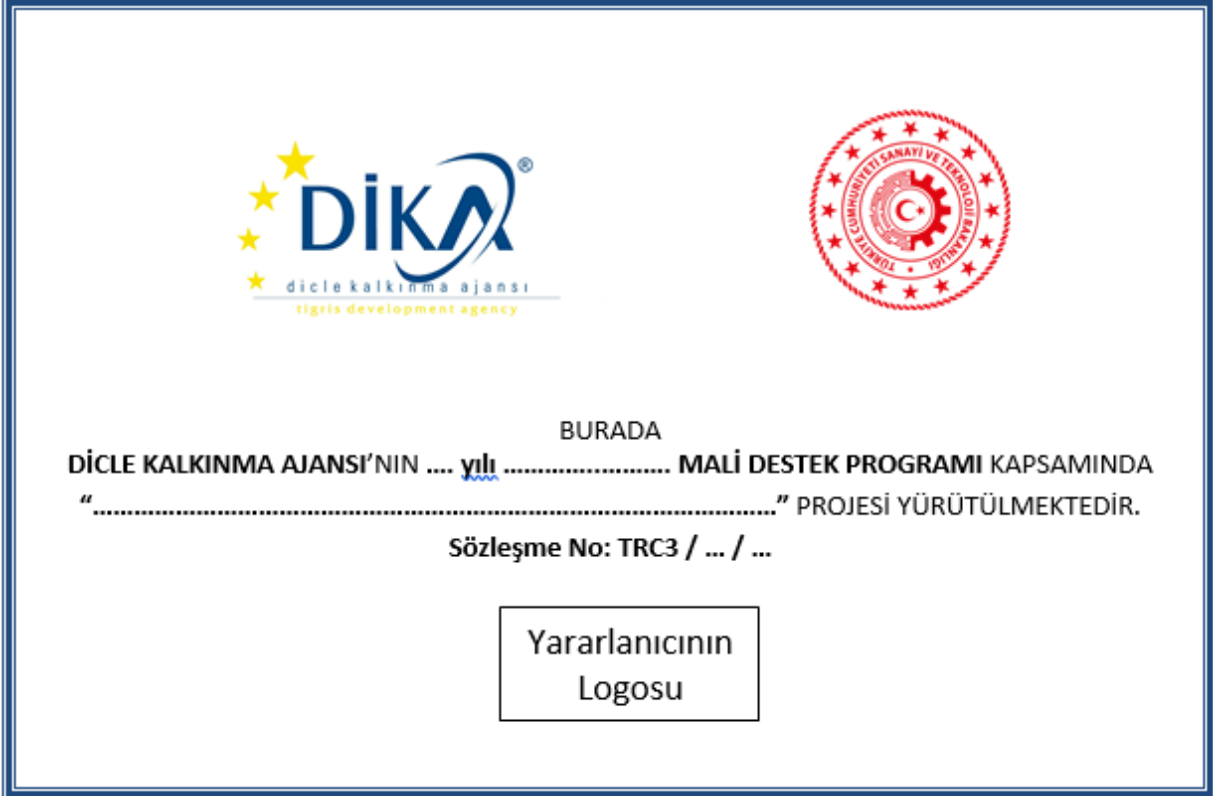 DİKA®
dicle kalkınma ajansı
tigris development agency
TÜRKİYE CUMHURİYETİ SANAYİ VE TEKNOLOJİ BAKANLIĞI
BURADA
DİCLE KALKINMA AJANSI’NIN .... yılı ………………..………. MALİ DESTEK PROGRAMI KAPSAMINDA
“……………………………………………………………………………………” PROJESİ YÜRÜTÜLMEKTEDİR.
Sözleşme No: TRC3 / … / …
Yararlanıcının
Logosu